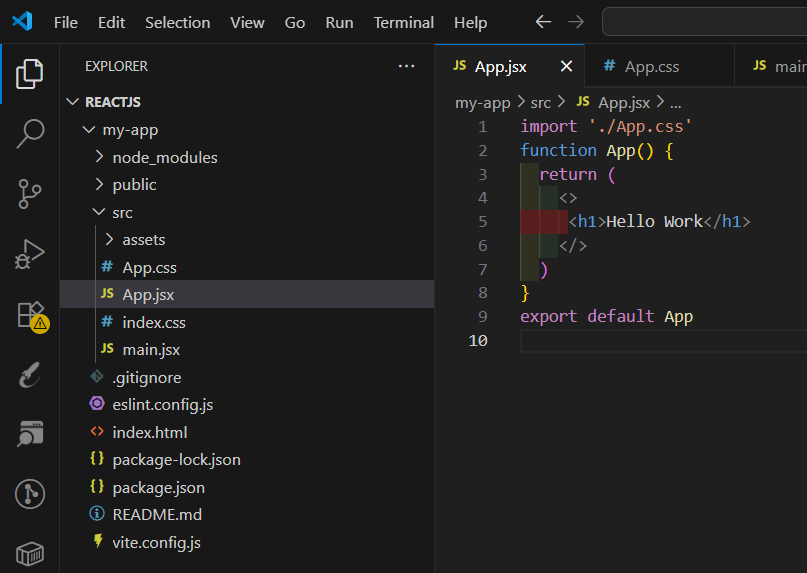 File Edit Selection View Go Run Terminal Help
EXPLORER
REACTJS
my-app
node_modules
public
src
assets
# App.css
JS App.jsx
# index.css
JS main.jsx
.gitignore
eslint.config.js
<> index.html
{} package-lock.json
{} package.json
README.md
vite.config.js
JS App.jsx
# App.css
JS main
my-app > src > JS App.jsx > ...
1 import './App.css'
2 function App() {
3 return (
4 <>
5 <h1>Hello Work</h1>
6 </>
7 )
8 }
9 export default App
10